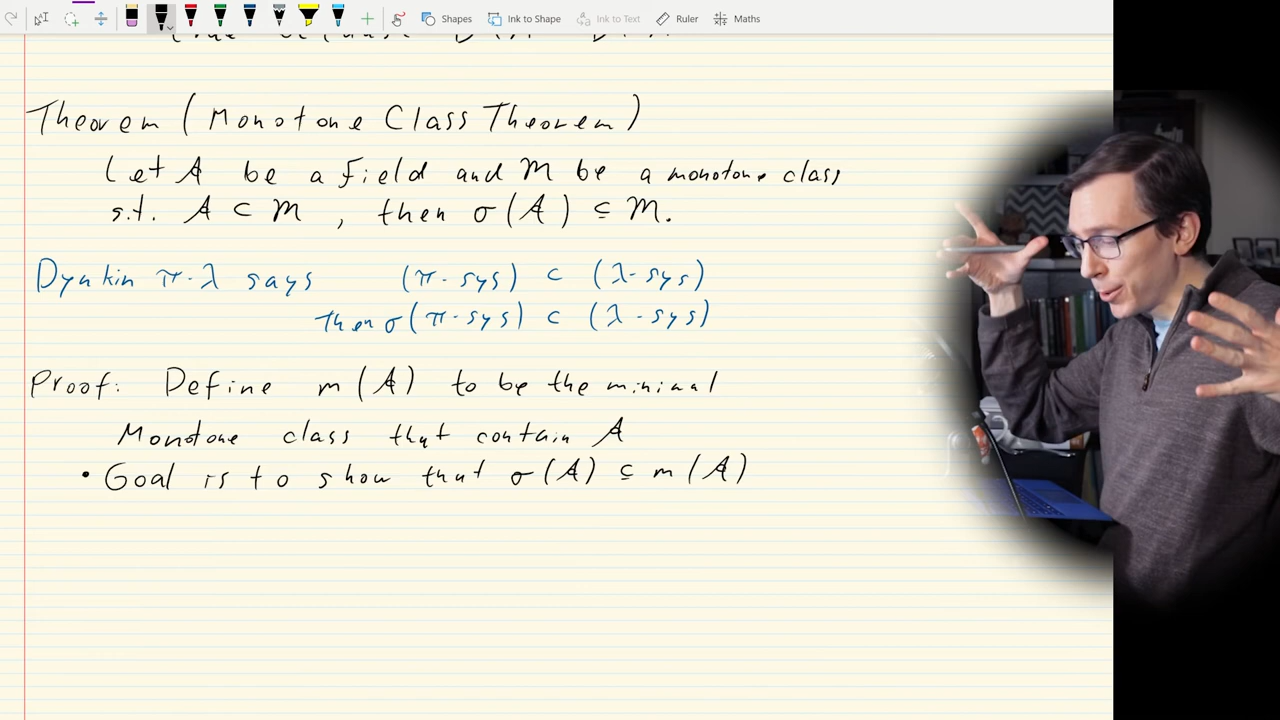 Shapes Ink to Shape Ink to Text Ruler Maths
Theorem (Monotone Class Theorem)
Let A be a field and M be a monotone class
s.t. A ⊂ M , then σ(A) ⊆ M.
Dynkin π-λ says (π-sys) ⊂ (λ-sys)
then σ(π-sys) ⊂ (λ-sys)
Proof: Define m(A) to be the minimal
Monotone class that contain A
• Goal is to show that σ(A) ⊆ m(A)